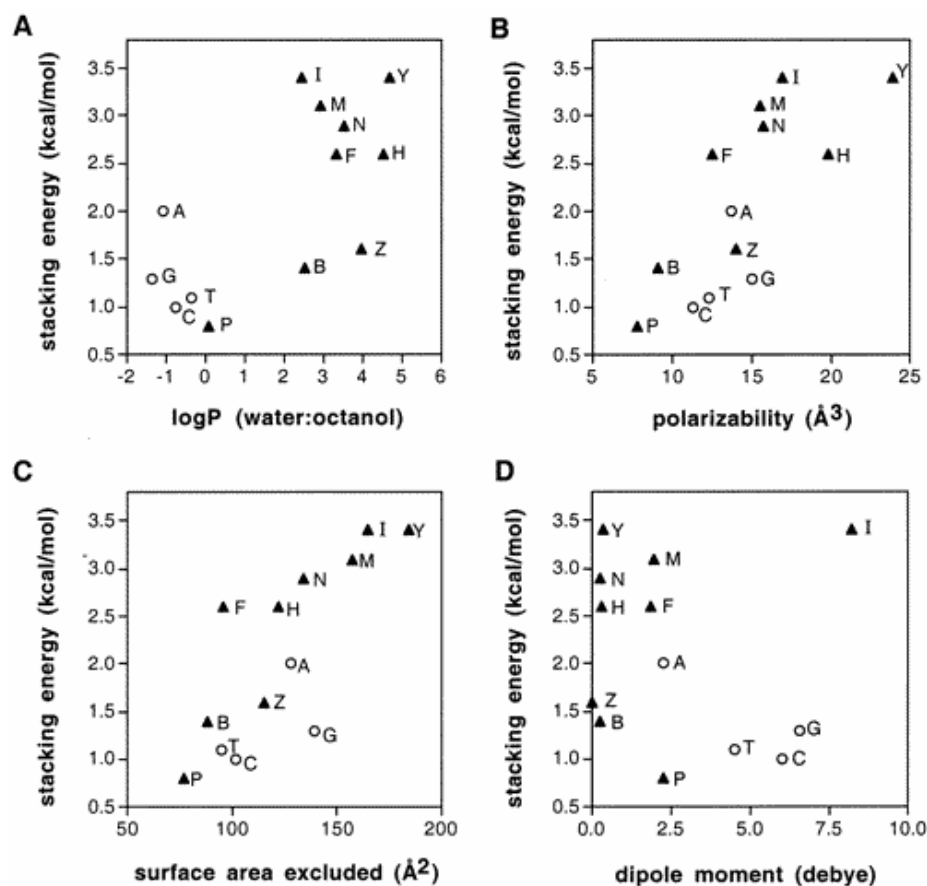 A
stacking energy (kcal/mol)
3.5
3.0
2.5
2.0
1.5
1.0
0.5
I
Y
M
N
F
H
A
Z
B
G
T
C
P
-2 -1 0 1 2 3 4 5 6
logP (water:octanol)
B
stacking energy (kcal/mol)
3.5
3.0
2.5
2.0
1.5
1.0
0.5
Y
I
M
N
F
H
A
Z
B
G
T
C
P
5 10 15 20 25
polarizability (Å³)
C
stacking energy (kcal/mol)
3.5
3.0
2.5
2.0
1.5
1.0
0.5
I
Y
M
N
F
H
A
Z
B
G
T
C
P
50 100 150 200
surface area excluded (Å²)
D
stacking energy (kcal/mol)
3.5
3.0
2.5
2.0
1.5
1.0
0.5
Y
I
M
N
H
F
A
Z
B
G
T
C
P
0.0 2.5 5.0 7.5 10.0
dipole moment (debye)